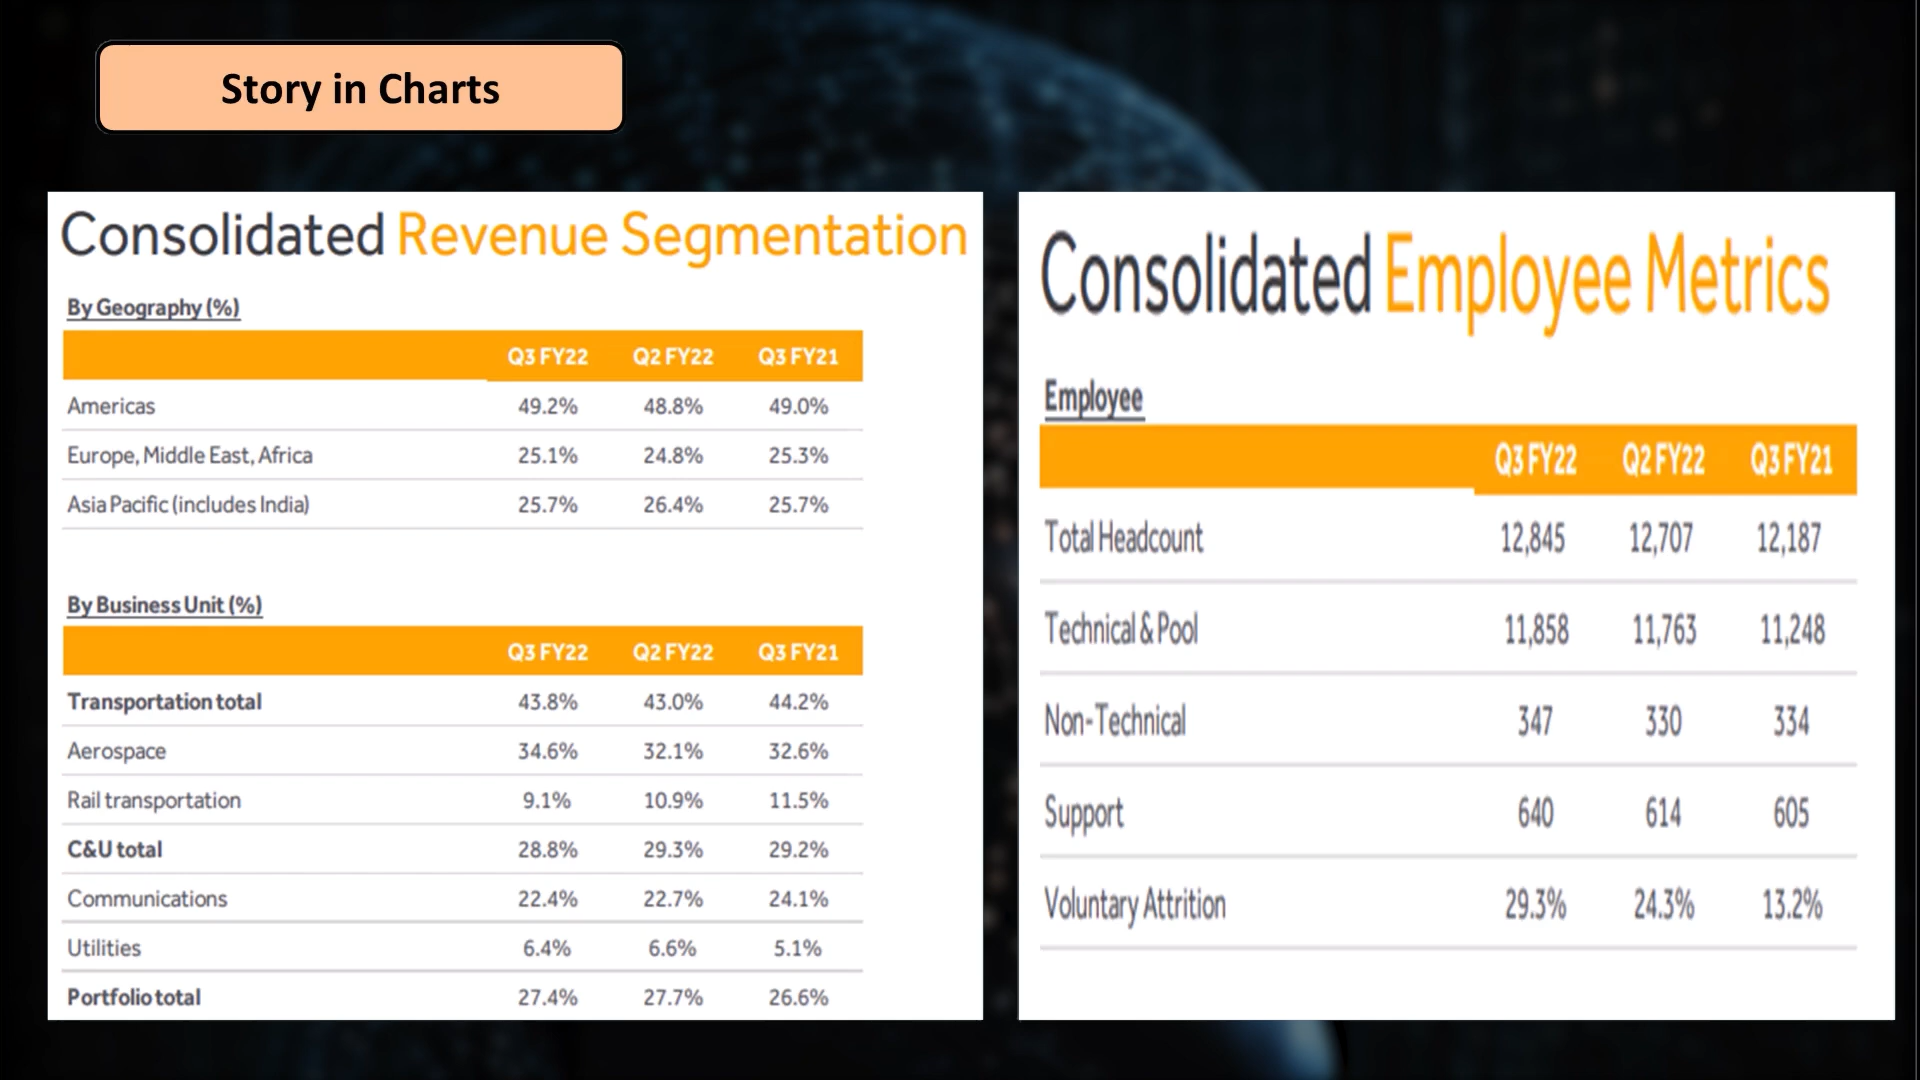 Story in Charts
Consolidated Revenue Segmentation
By Geography (%)
Q3 FY22 Q2 FY22 Q3 FY21
Americas 49.2% 48.8% 49.0%
Europe, Middle East, Africa 25.1% 24.8% 25.3%
Asia Pacific (includes India) 25.7% 26.4% 25.7%
By Business Unit (%)
Q3 FY22 Q2 FY22 Q3 FY21
Transportation total 43.8% 43.0% 44.2%
Aerospace 34.6% 32.1% 32.6%
Rail transportation 9.1% 10.9% 11.5%
C&U total 28.8% 29.3% 29.2%
Communications 22.4% 22.7% 24.1%
Utilities 6.4% 6.6% 5.1%
Portfolio total 27.4% 27.7% 26.6%
Consolidated Employee Metrics
Employee
Q3 FY22 Q2 FY22 Q3 FY21
Total Headcount 12,845 12,707 12,187
Technical & Pool 11,858 11,763 11,248
Non-Technical 347 330 334
Support 640 614 605
Voluntary Attrition 29.3% 24.3% 13.2%